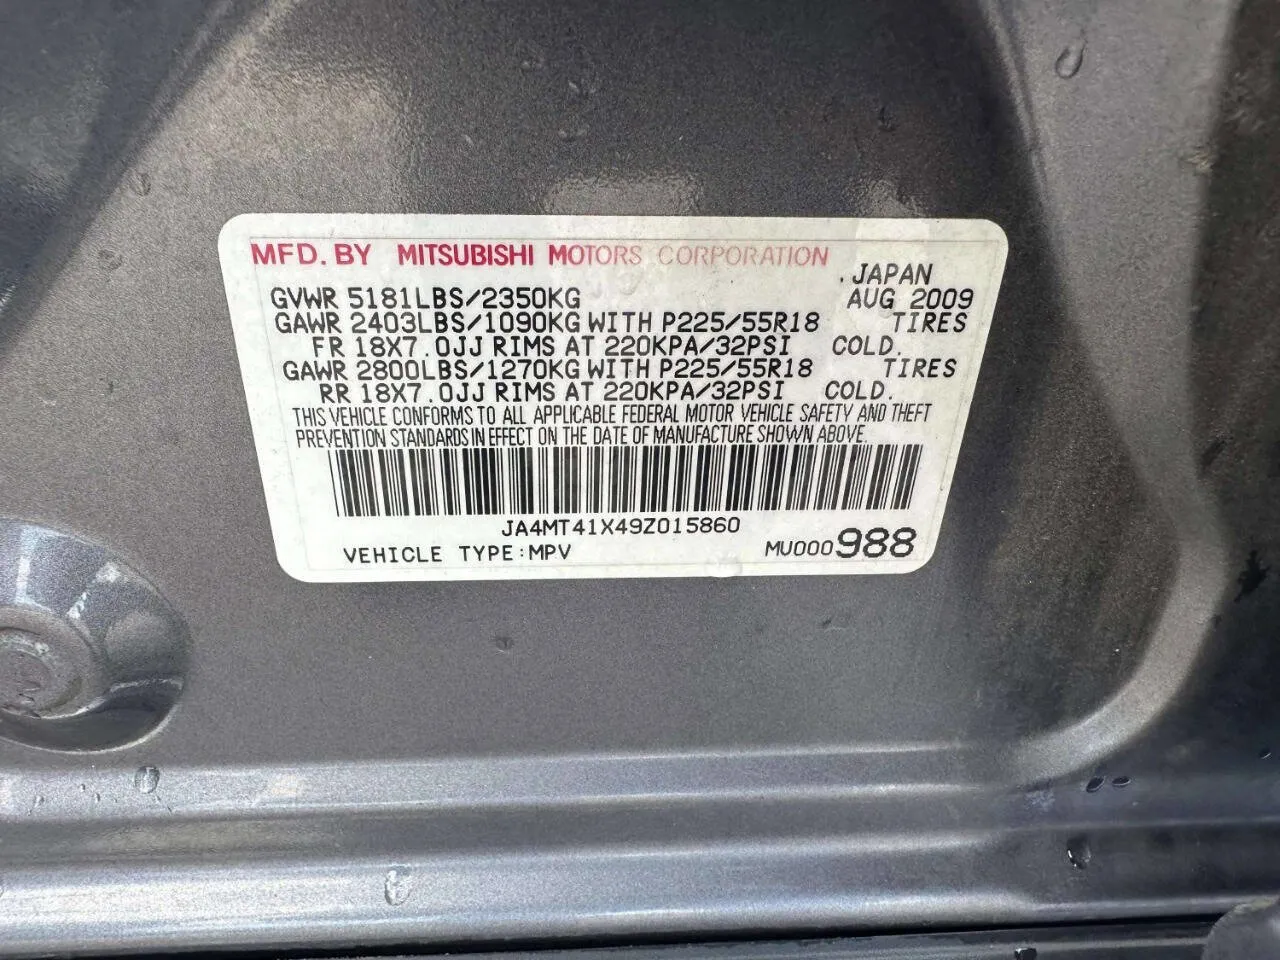 MFD. BY MITSUBISHI MOTORS CORPORATION
.JAPAN
GVWR 5181LBS/2350KG AUG 2009
GAWR 2403LBS/1090KG WITH P225/55R18 TIRES
FR 18X7.0JJ RIMS AT 220KPA/32PSI COLD.
GAWR 2800LBS/1270KG WITH P225/55R18 TIRES
RR 18X7.0JJ RIMS AT 220KPA/32PSI COLD.
THIS VEHICLE CONFORMS TO ALL APPLICABLE FEDERAL MOTOR VEHICLE SAFETY AND THEFT
PREVENTION STANDARDS IN EFFECT ON THE DATE OF MANUFACTURE SHOWN ABOVE.
JA4MT41X49Z015860
VEHICLE TYPE:MPV MU000988